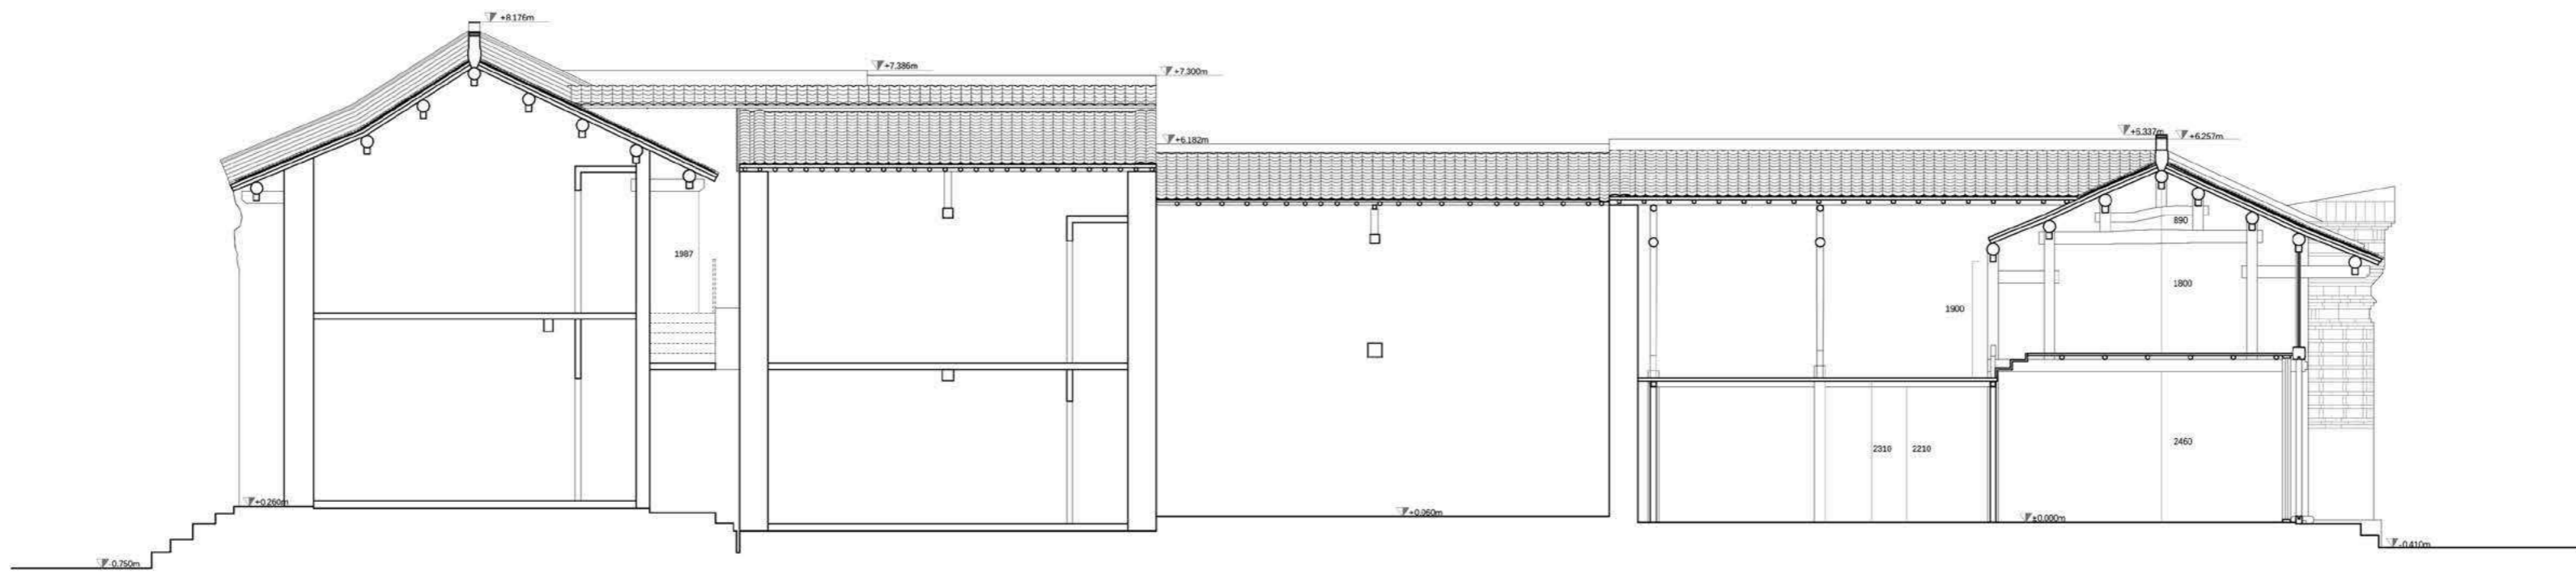 +8.176m
+7.386m
+7.300m
+6.182m
+5.337m
+6.257m
890
1987
1800
1900
2310
2210
2460
+0.260m
+0.060m
±0.000m
-0.750m
-0.410m